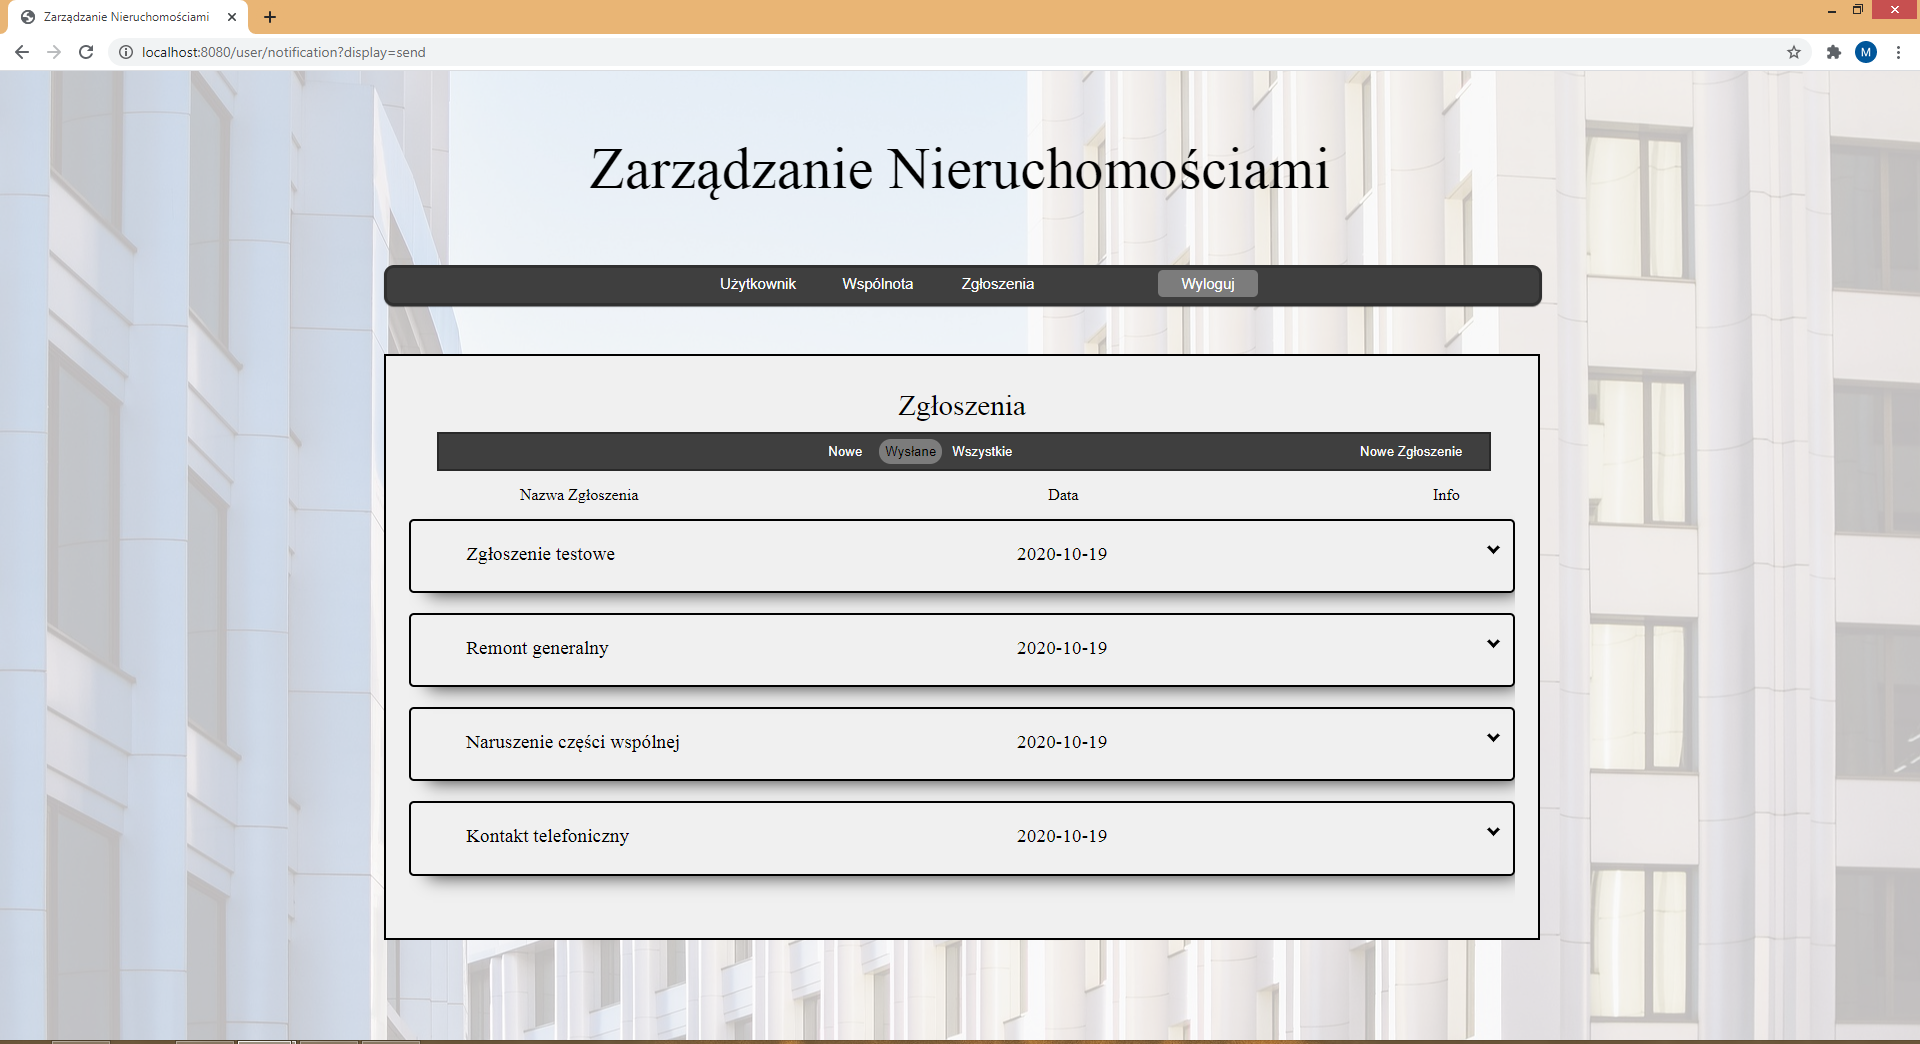 Zarządzanie Nieruchomościami
localhost:8080/user/notification?display=send
M
Zarządzanie Nieruchomościami
Użytkownik Wspólnota Zgłoszenia Wyloguj
Zgłoszenia
Nowe Wysłane Wszystkie Nowe Zgłoszenie
Nazwa Zgłoszenia Data Info
Zgłoszenie testowe 2020-10-19
Remont generalny 2020-10-19
Naruszenie części wspólnej 2020-10-19
Kontakt telefoniczny 2020-10-19